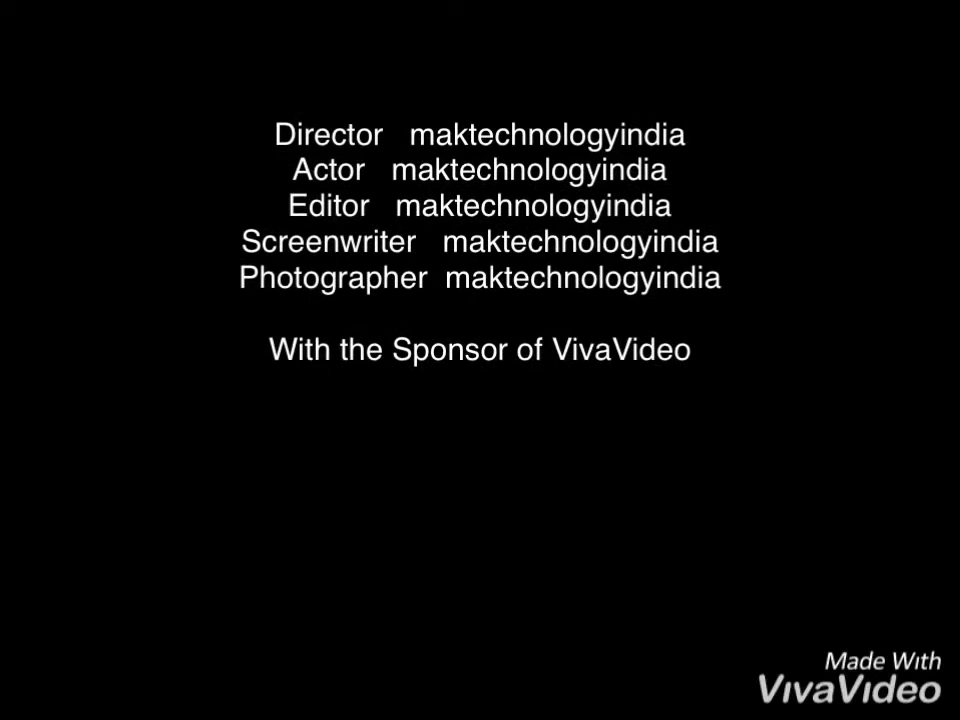 Director maktechnologyindia
Actor maktechnologyindia
Editor maktechnologyindia
Screenwriter maktechnologyindia
Photographer maktechnologyindia
With the Sponsor of VivaVideo
Made With
VivaVideo